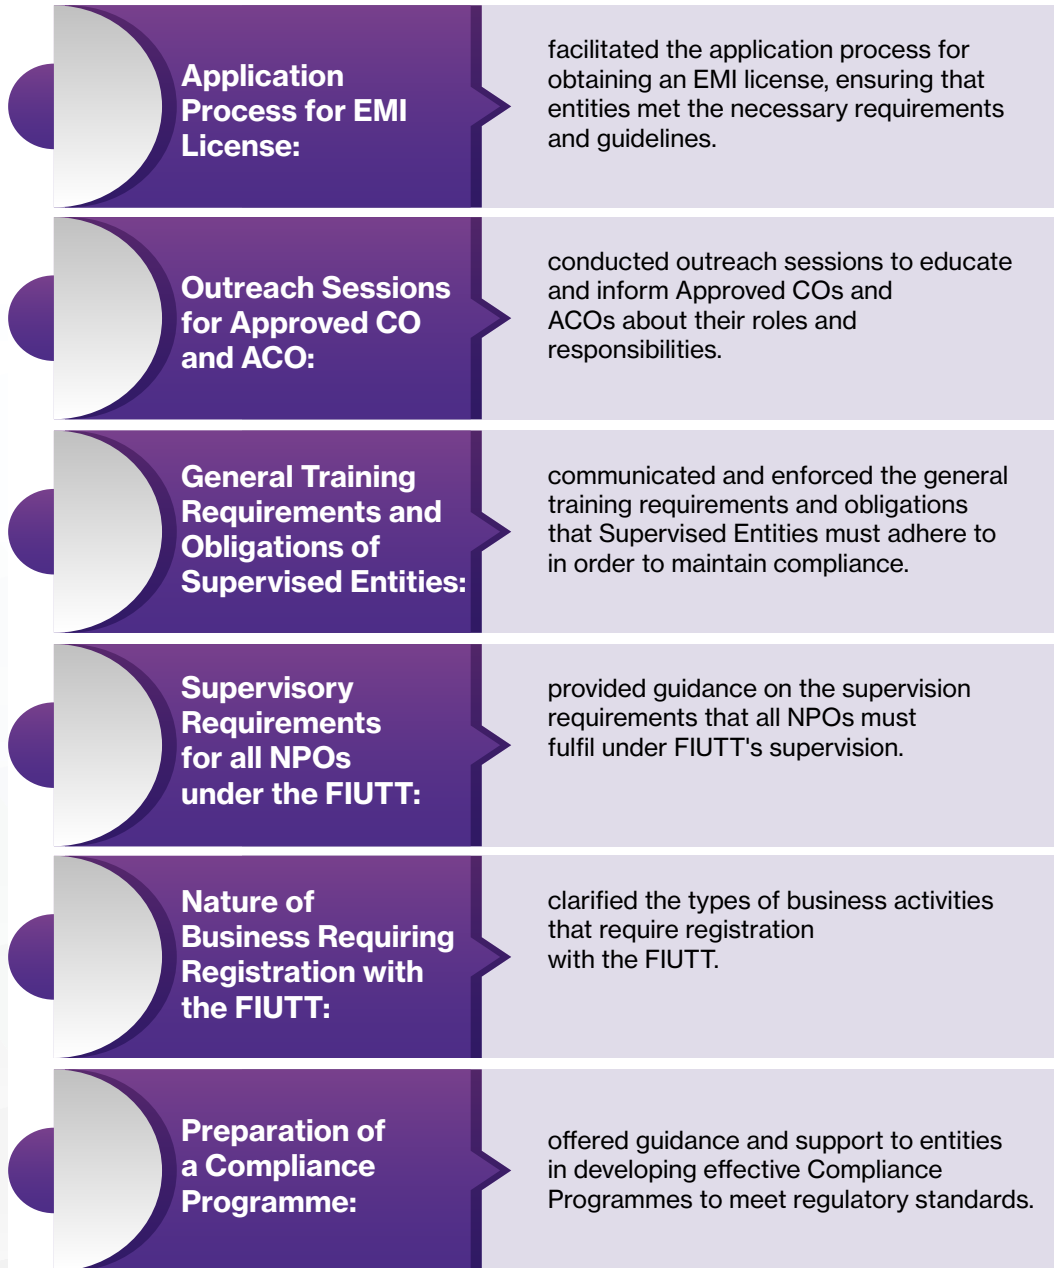 Application
Process for EMI
License:
facilitated the application process for
obtaining an EMI license, ensuring that
entities met the necessary requirements
and guidelines.
Outreach Sessions
for Approved CO
and ACO:
conducted outreach sessions to educate
and inform Approved COs and
ACOs about their roles and
responsibilities.
General Training
Requirements and
Obligations of
Supervised Entities:
communicated and enforced the general
training requirements and obligations
that Supervised Entities must adhere to
in order to maintain compliance.
Supervisory
Requirements
for all NPOs
under the FIUTT:
provided guidance on the supervision
requirements that all NPOs must
fulfil under FIUTT's supervision.
Nature of
Business Requiring
Registration with
the FIUTT:
clarified the types of business activities
that require registration
with the FIUTT.
Preparation of
a Compliance
Programme:
offered guidance and support to entities
in developing effective Compliance
Programmes to meet regulatory standards.